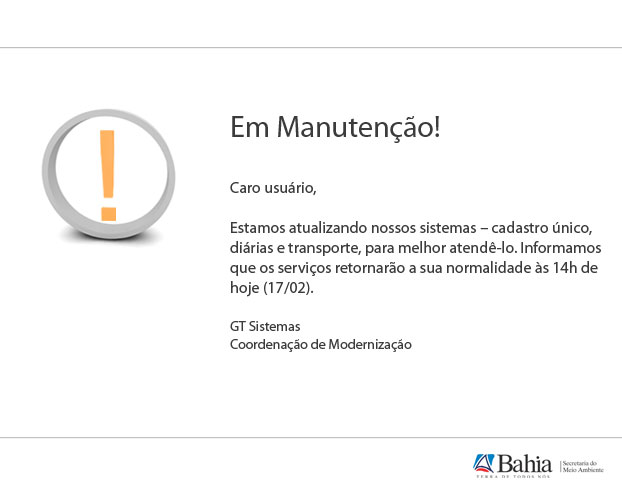 Em Manutenção!
Caro usuário,
Estamos atualizando nossos sistemas – cadastro único,
diárias e transporte, para melhor atendê-lo. Informamos
que os serviços retornarão a sua normalidade às 14h de
hoje (17/02).
GT Sistemas
Coordenação de Modernização
Bahia
TERRA DE TODOS NÓS
Secretaria do
Meio Ambiente